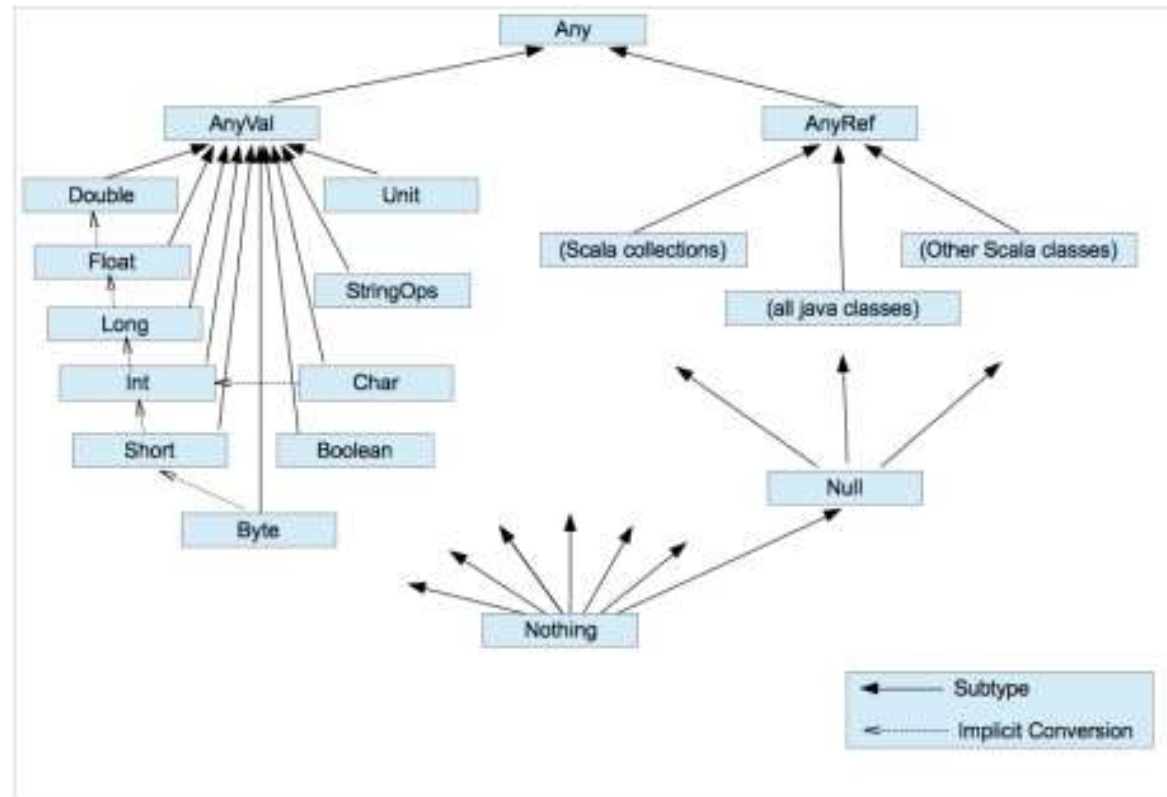 Any
AnyVal
AnyRef
Double
Unit
Float
(Scala collections)
(Other Scala classes)
StringOps
(all java classes)
Long
Int
Char
Short
Boolean
Null
Byte
Nothing
Subtype
Implicit Conversion